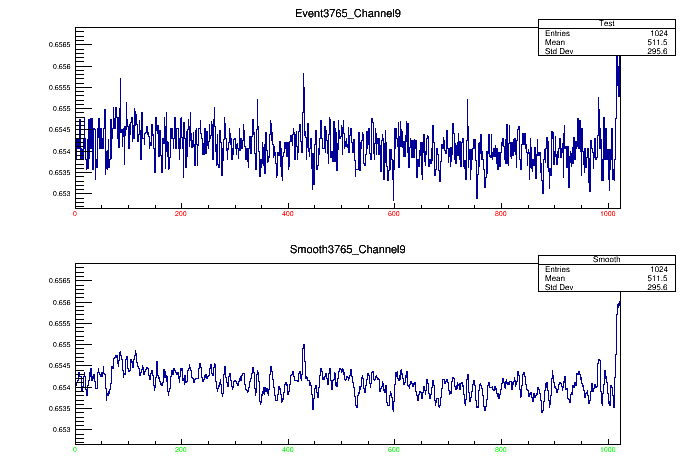 Event3765_Channel9
Test
Entries 1024
Mean 511.5
Std Dev 295.6
0.6565
0.656
0.6555
0.655
0.6545
0.654
0.6535
0.653
0 200 400 600 800 1000
Smooth3765_Channel9
Smooth
Entries 1024
Mean 511.5
Std Dev 295.6
0.6565
0.656
0.6555
0.655
0.6545
0.654
0.6535
0.653
0 200 400 600 800 1000